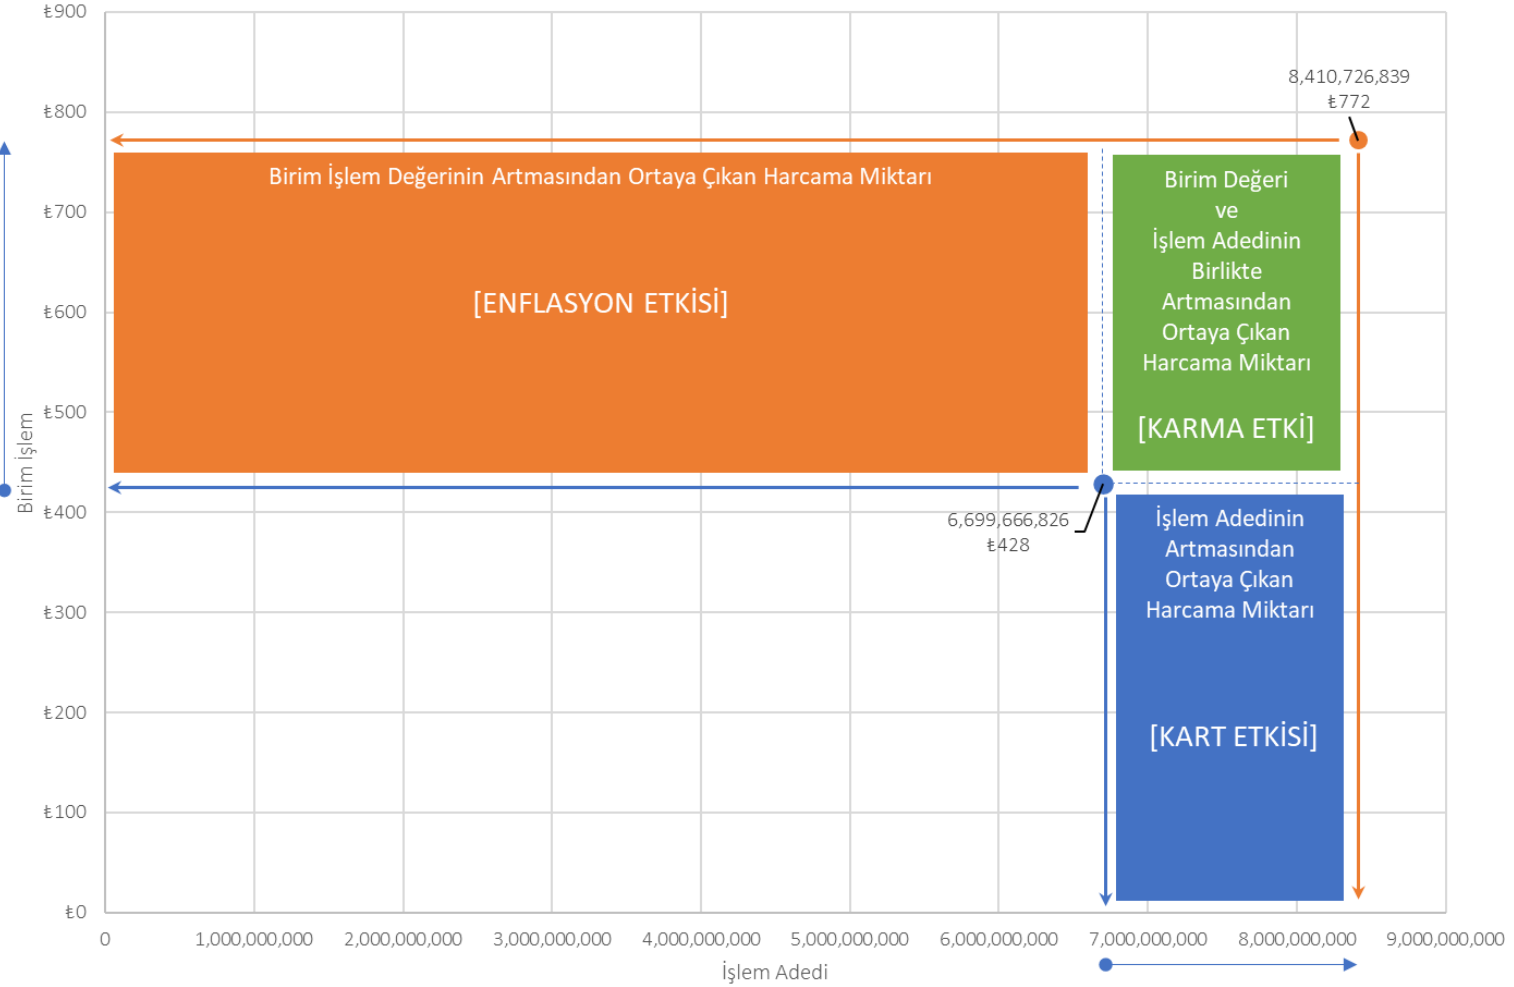 ₺900
₺800
₺700
₺600
₺500
₺400
₺300
₺200
₺100
₺0
Birim İşlem
8,410,726,839
₺772
Birim İşlem Değerinin Artmasından Ortaya Çıkan Harcama Miktarı
[ENFLASYON ETKİSİ]
Birim Değeri
ve
İşlem Adedinin
Birlikte
Artmasından
Ortaya Çıkan
Harcama Miktarı
[KARMA ETKİ]
6,699,666,826
₺428
İşlem Adedinin
Artmasından
Ortaya Çıkan
Harcama Miktarı
[KART ETKİSİ]
0 1,000,000,000 2,000,000,000 3,000,000,000 4,000,000,000 5,000,000,000 6,000,000,000 7,000,000,000 8,000,000,000 9,000,000,000
İşlem Adedi